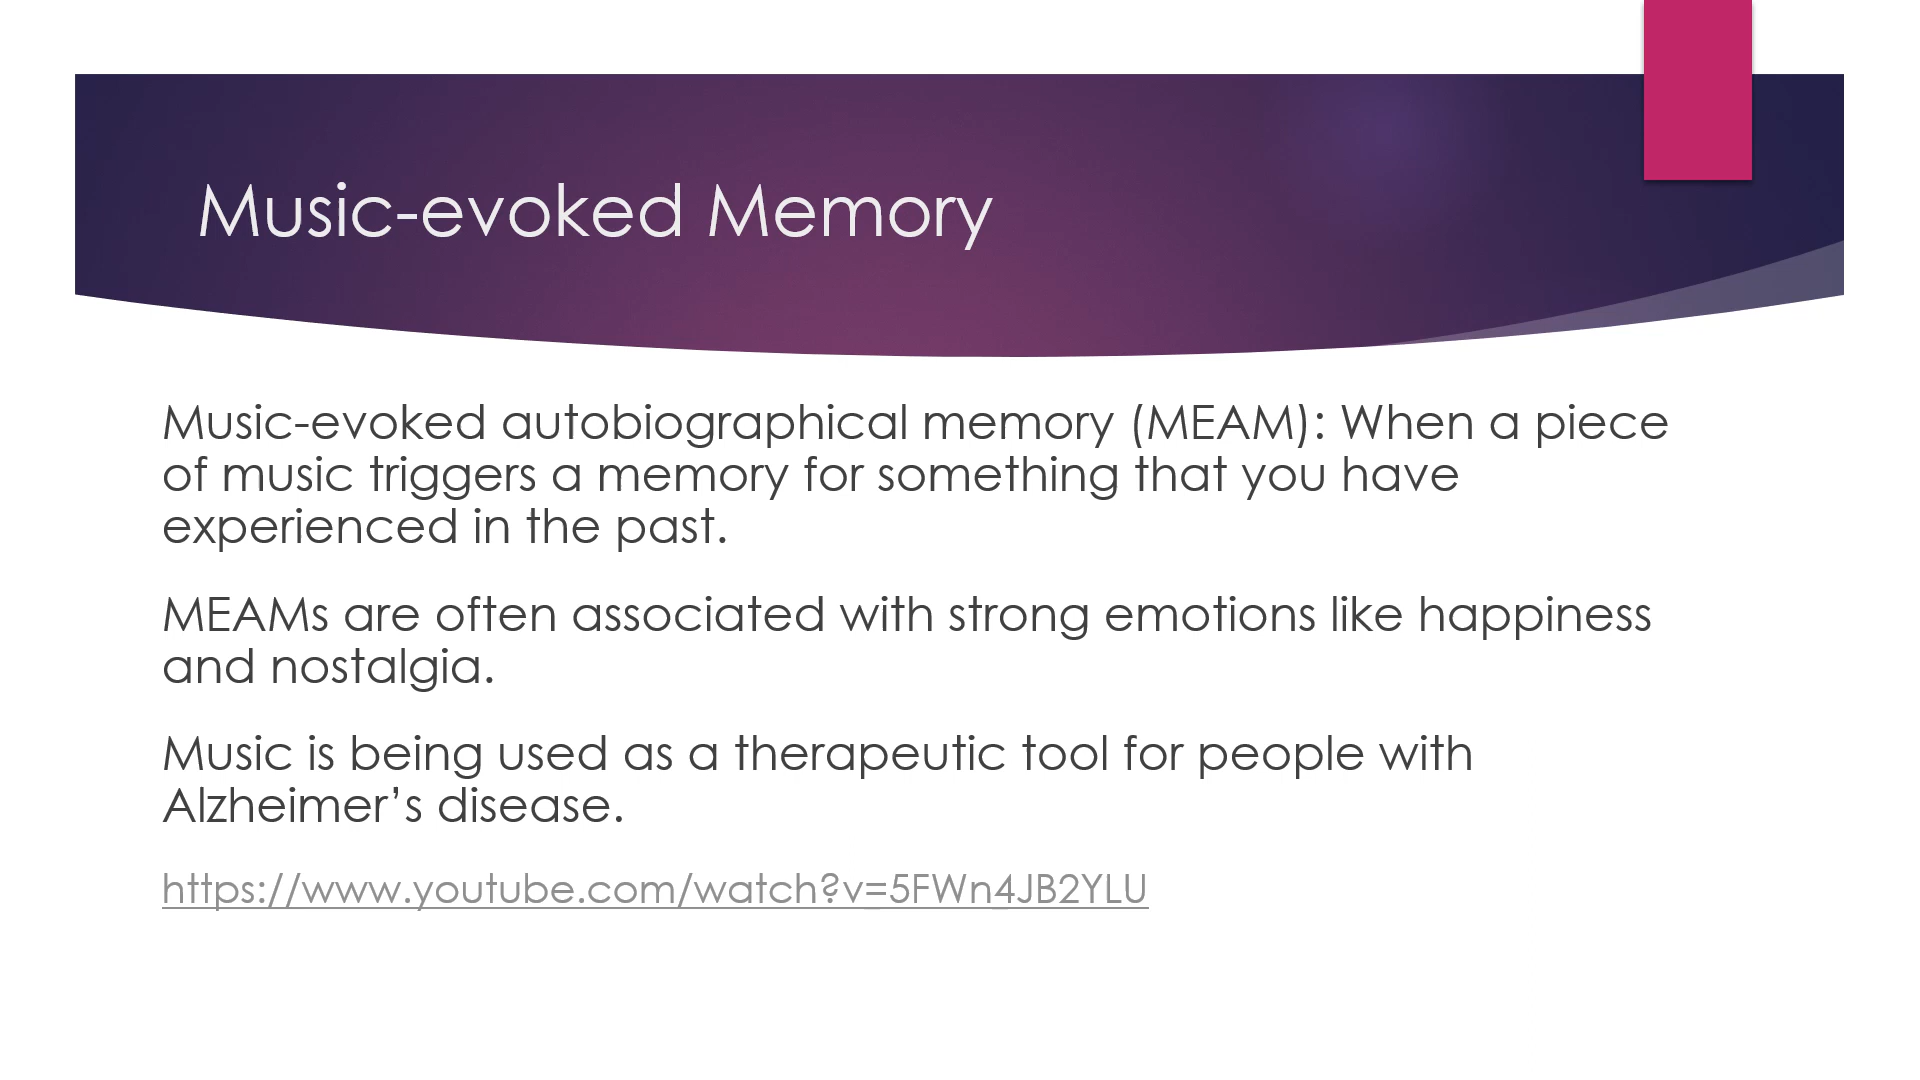 Music-evoked Memory
Music-evoked autobiographical memory (MEAM): When a piece
of music triggers a memory for something that you have
experienced in the past.
MEAMs are often associated with strong emotions like happiness
and nostalgia.
Music is being used as a therapeutic tool for people with
Alzheimer’s disease.
https://www.youtube.com/watch?v=5FWn4JB2YLU